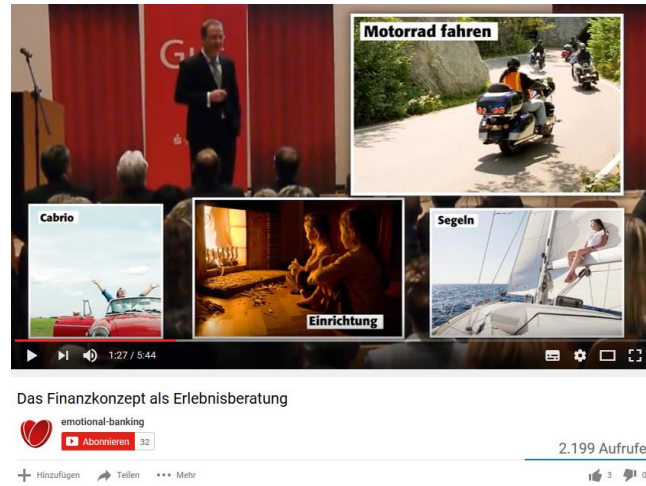 Motorrad fahren
Cabrio
Einrichtung
Segeln
1:27 / 5:44
Das Finanzkonzept als Erlebnisberatung
emotional-banking
Abonnieren 32
2.199 Aufrufe
Hinzufügen Teilen Mehr 3 0